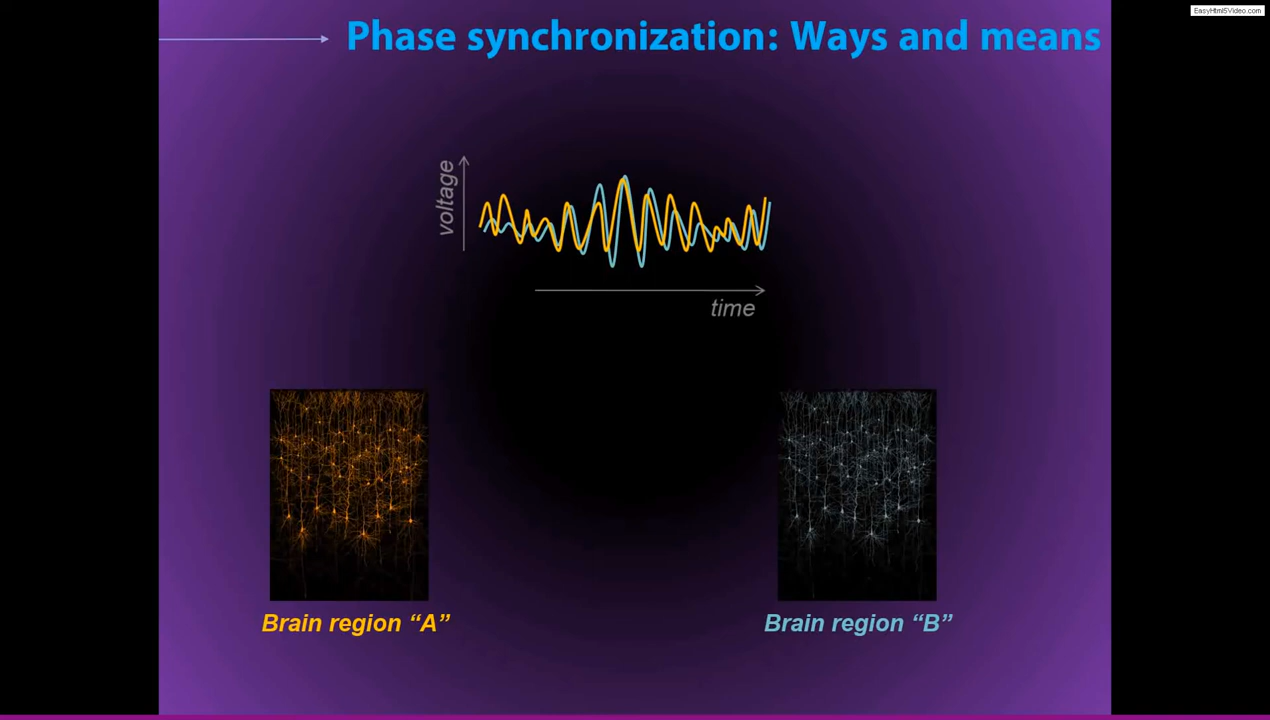 EasyHtml5Video.com
Phase synchronization: Ways and means
voltage
time
Brain region “A”
Brain region “B”